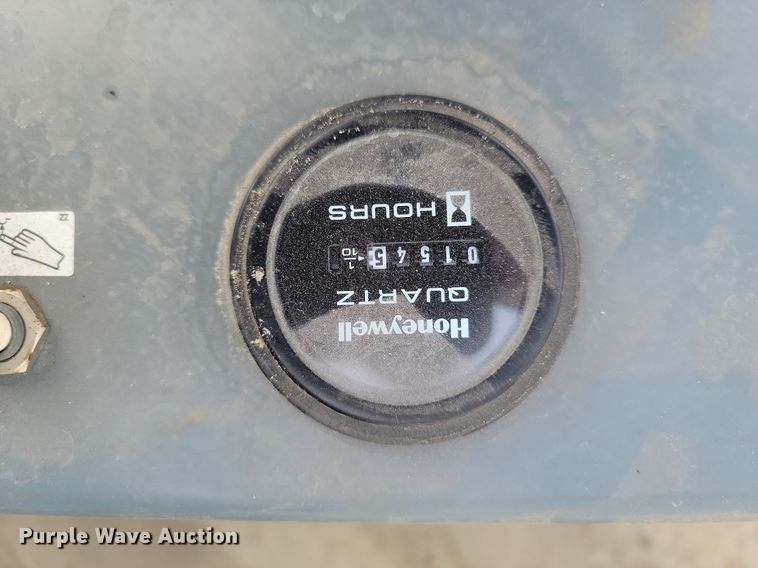 Honeywell
QUARTZ
01545 1/10
HOURS
Purple Wave Auction®